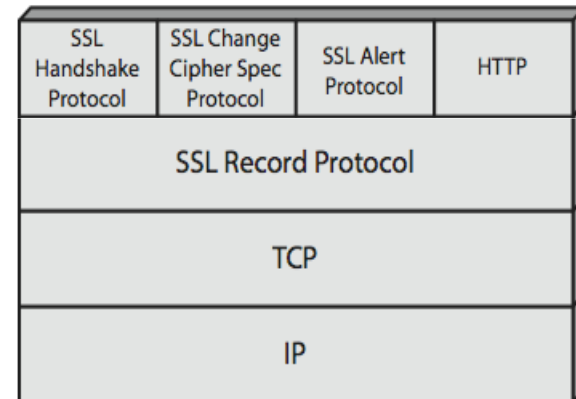 SSL
Handshake
Protocol
SSL Change
Cipher Spec
Protocol
SSL Alert
Protocol
HTTP
SSL Record Protocol
TCP
IP